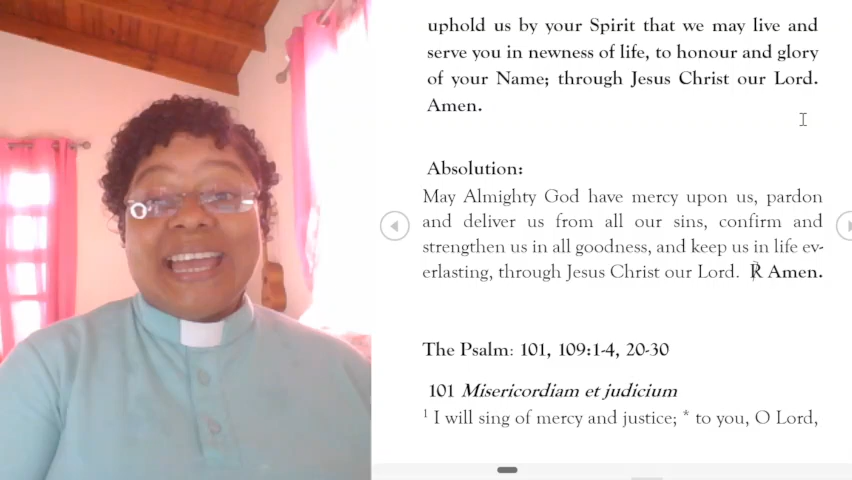 uphold us by your Spirit that we may live and
serve you in newness of life, to honour and glory
of your Name; through Jesus Christ our Lord.
Amen.
Absolution:
May Almighty God have mercy upon us, pardon
and deliver us from all our sins, confirm and
strengthen us in all goodness, and keep us in life ev-
erlasting, through Jesus Christ our Lord. ℟ Amen.
The Psalm: 101, 109:1-4, 20-30
101 Misericordiam et judicium
¹ I will sing of mercy and justice; * to you, O Lord,